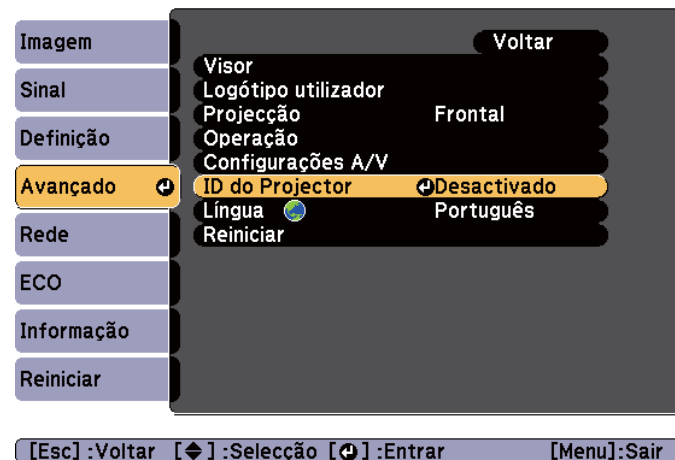 Imagem
Sinal
Definição
Avançado
Rede
ECO
Informação
Reiniciar
Voltar
Visor
Logótipo utilizador
Projecção Frontal
Operação
Configurações A/V
ID do Projector Desactivado
Língua Português
Reiniciar
[Esc] :Voltar [◆] :Selecção [⏎] :Entrar [Menu]:Sair